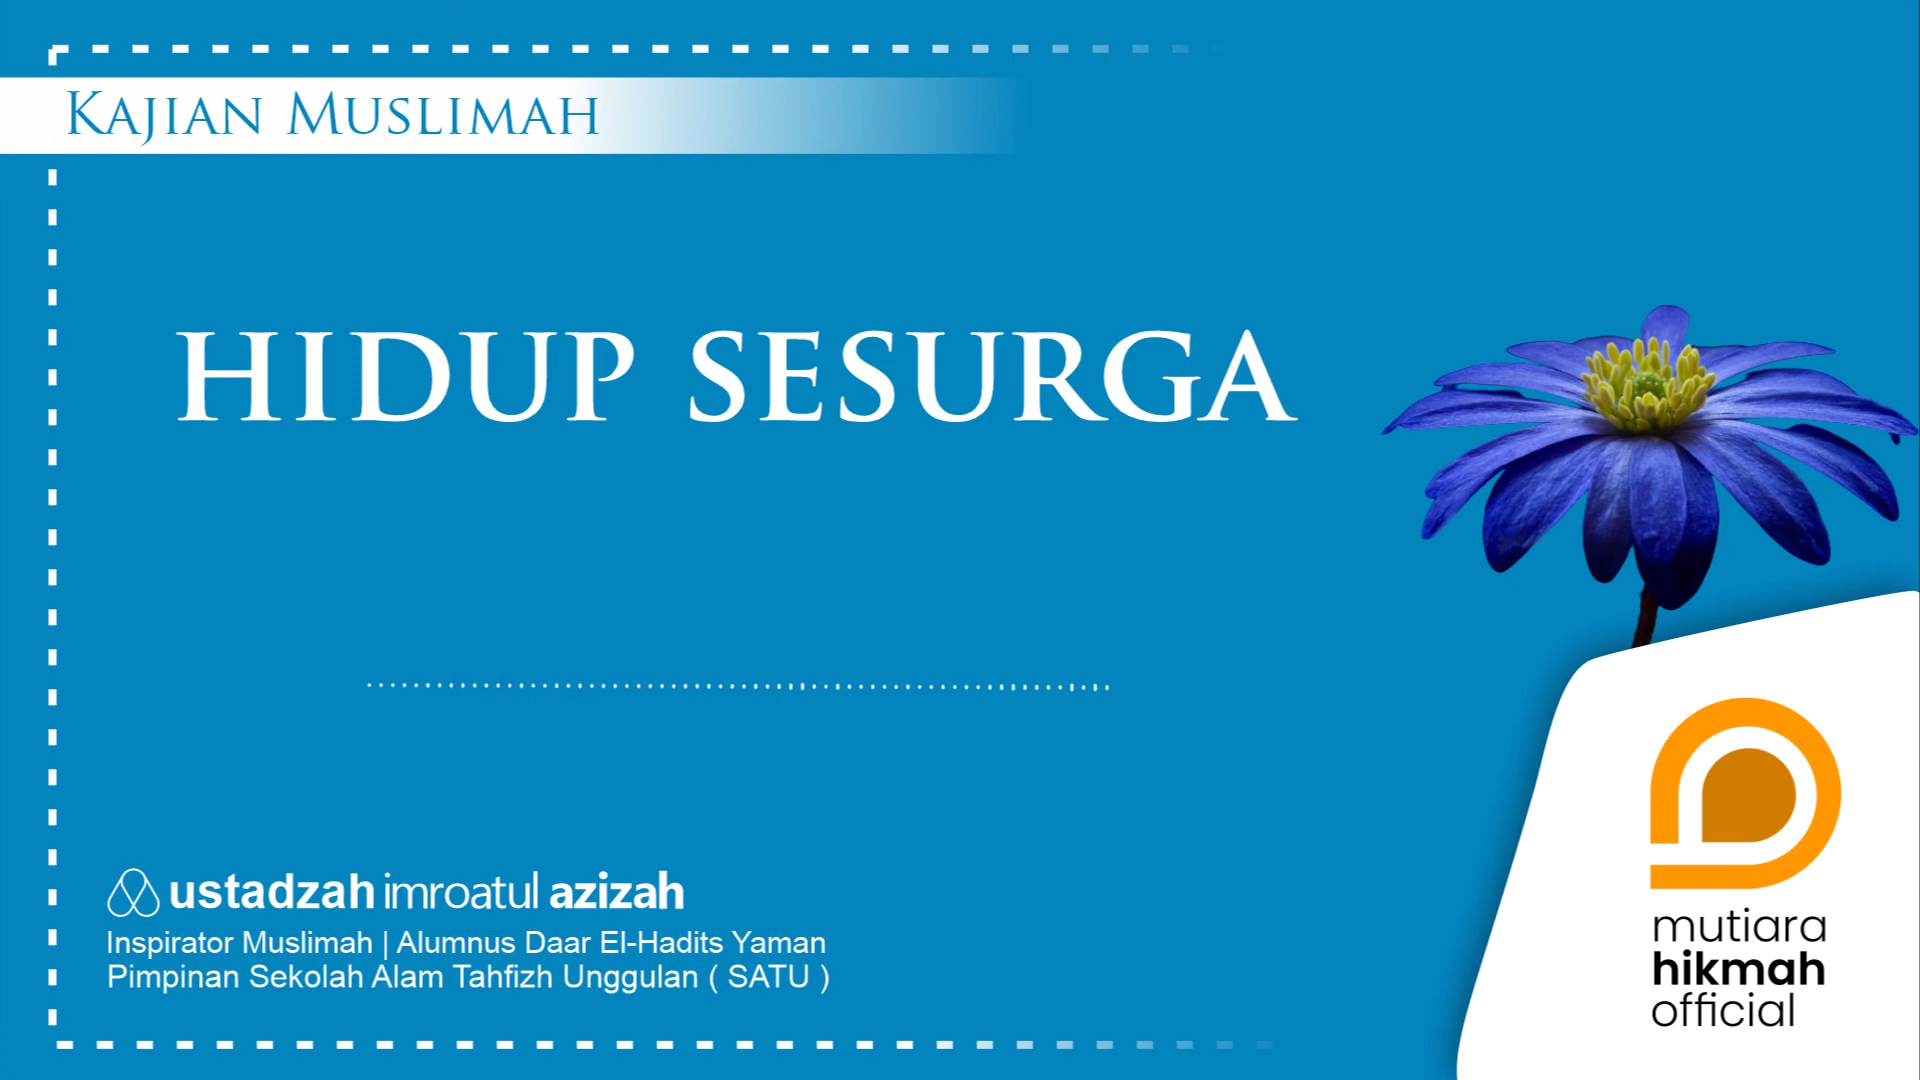 KAJIAN MUSLIMAH
HIDUP SESURGA
ustadzah imroatul azizah
Inspirator Muslimah | Alumnus Daar El-Hadits Yaman
Pimpinan Sekolah Alam Tahfizh Unggulan ( SATU )
mutiara
hikmah
official